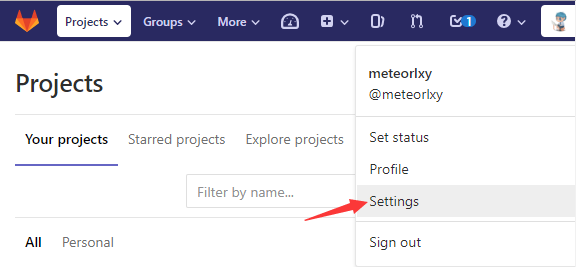 Projects Groups More 1
meteorlxy
@meteorlxy
Projects
Set status
Your projects Starred projects Explore projects
Profile
Filter by name...
Settings
All Personal
Sign out